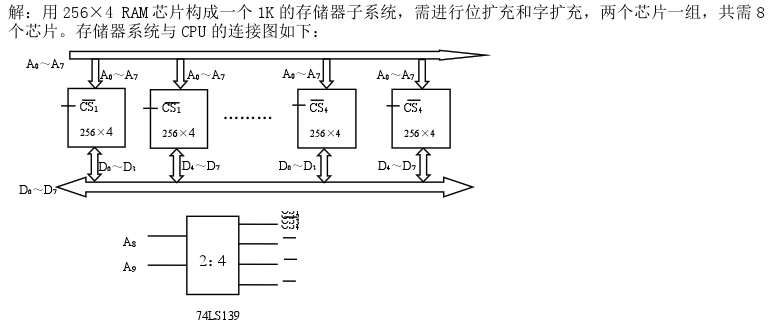 解：用 256×4 RAM 芯片构成一个 1K 的存储器子系统，需进行位扩充和字扩充，两个芯片一组，共需 8
个芯片。存储器系统与 CPU 的连接图如下：
A₀～A₇
A₀～A₇ A₀～A₇ A₀～A₇ A₀～A₇
C̅S̅₁ C̅S̅₁ C̅S̅₄ C̅S̅₄
256×4 256×4 ……… 256×4 256×4
D₀～D₃ D₄～D₇ D₀～D₃ D₄～D₇
D₀～D₇
A₈
A₉
2：4
74LS139